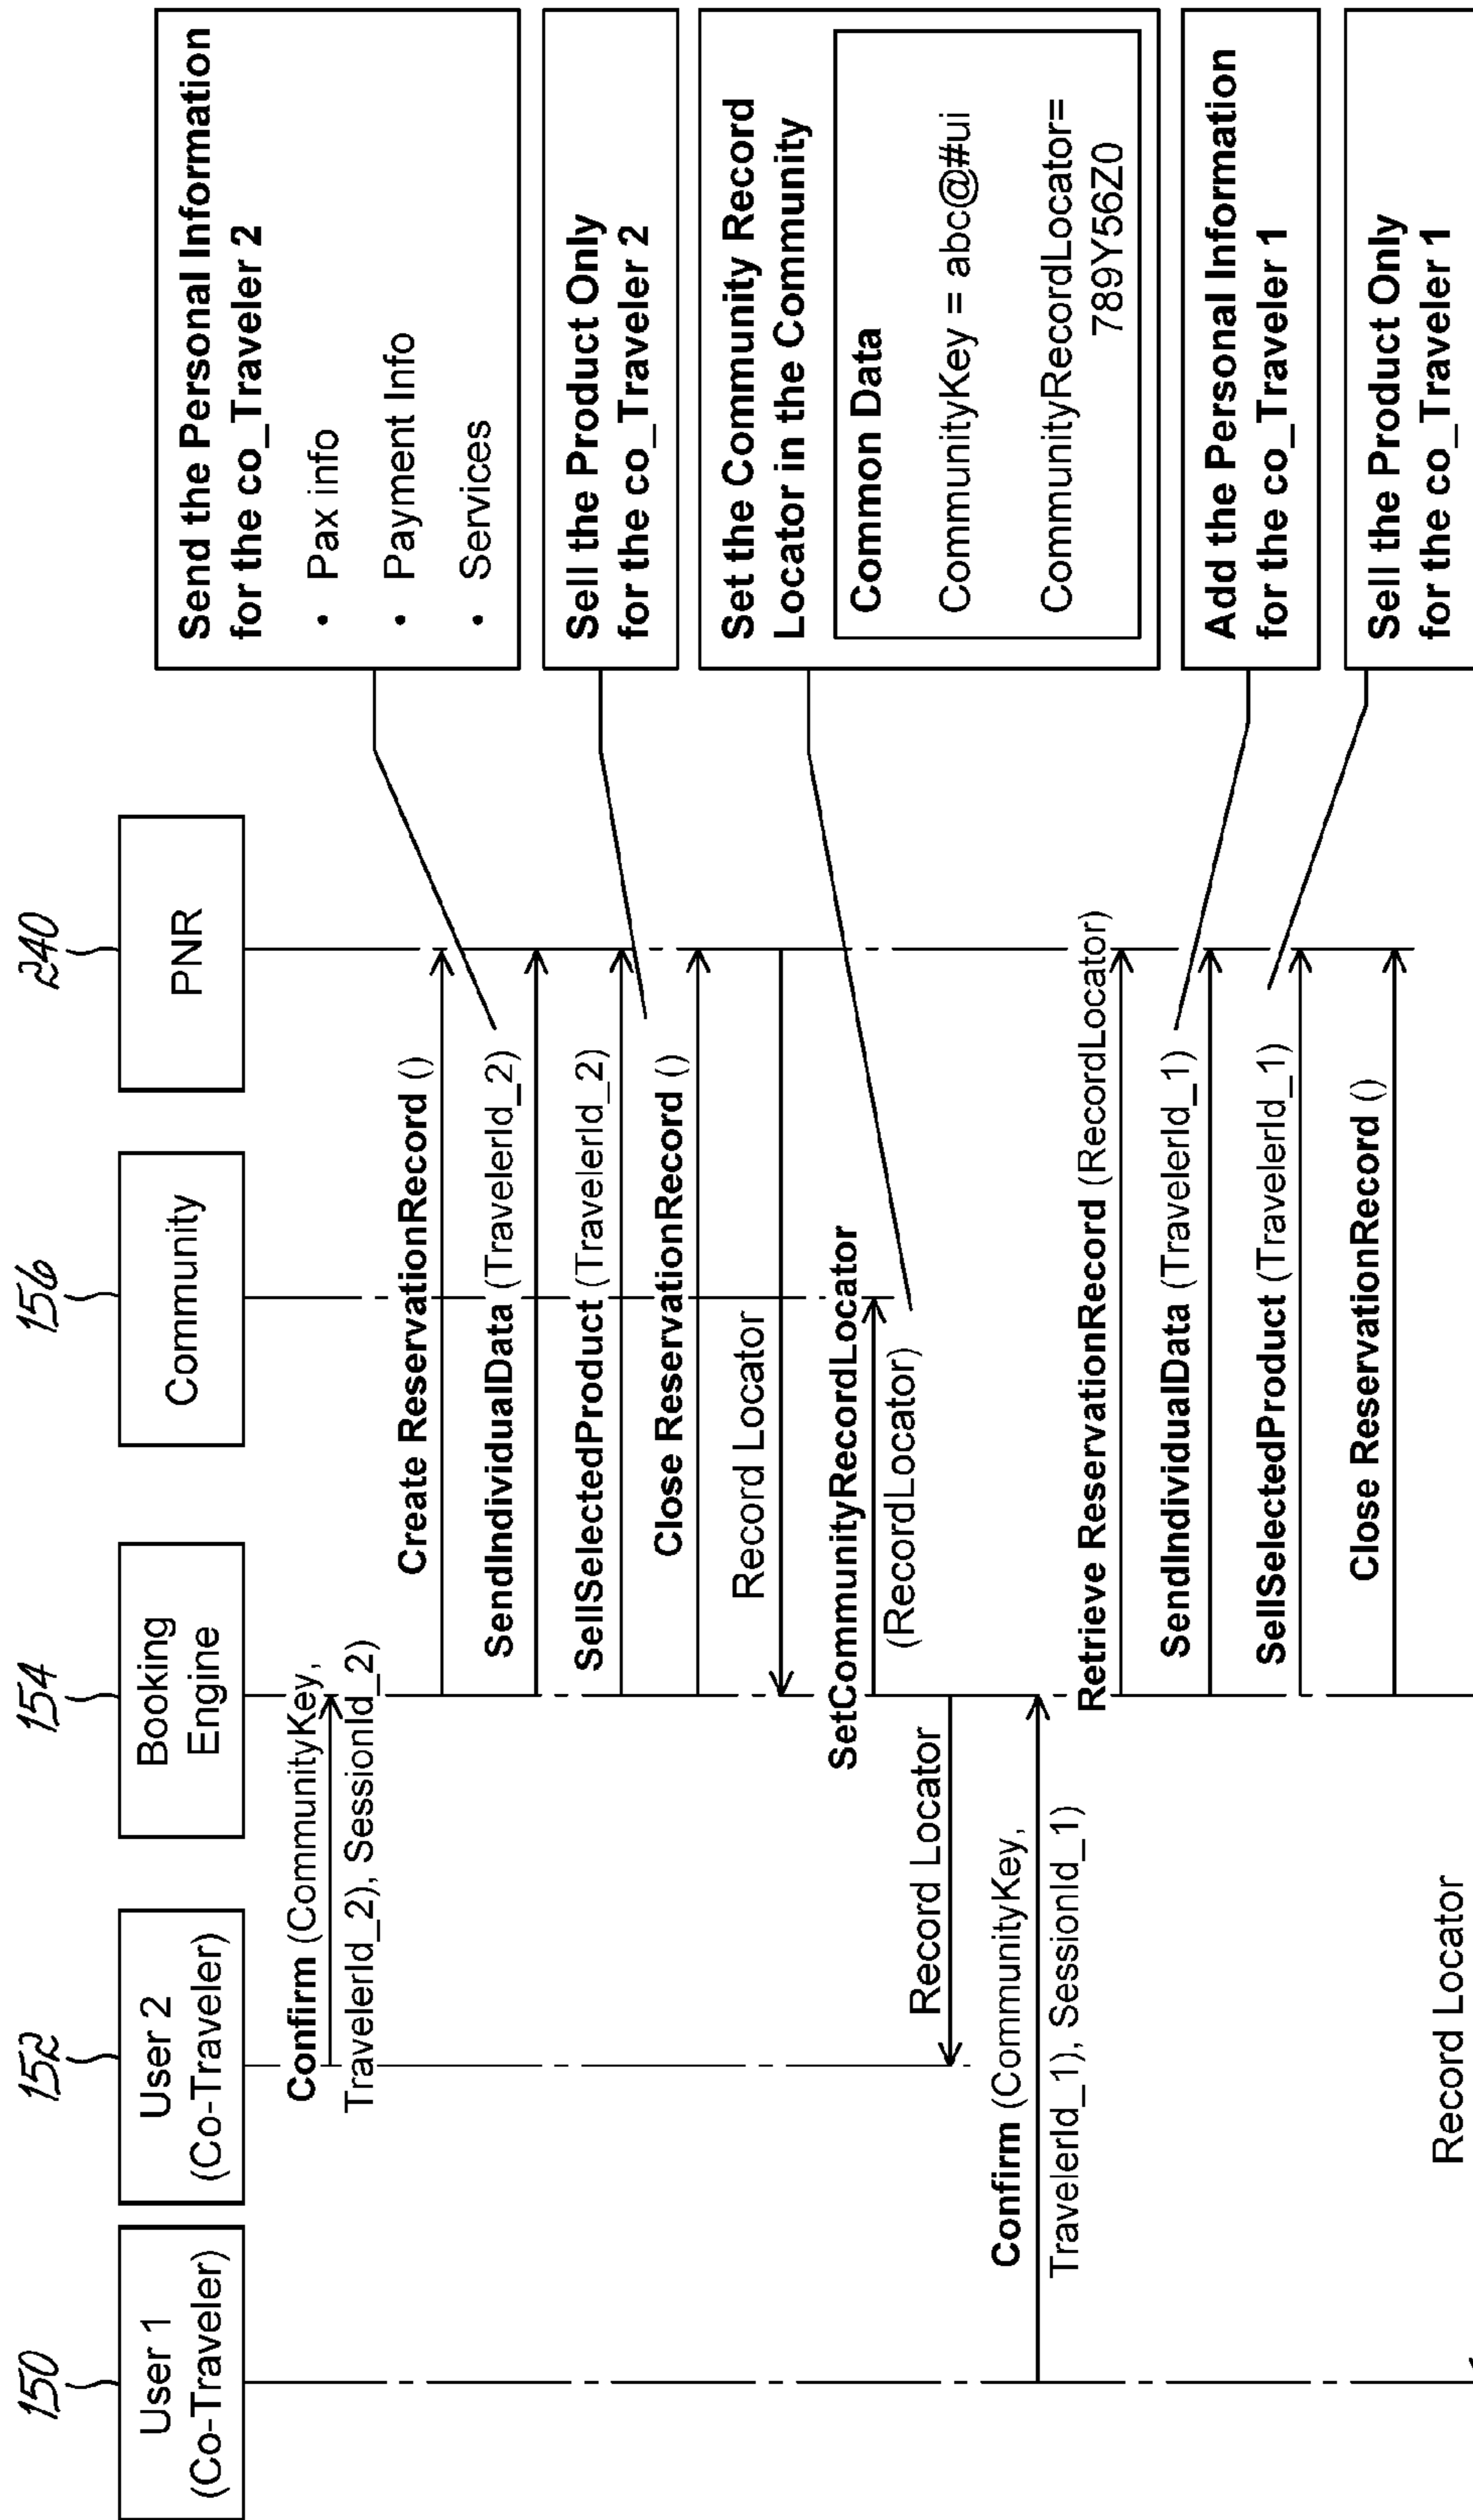 150
152
154
156
240
User 1
(Co-Traveler)
User 2
(Co-Traveler)
Booking
Engine
Community
PNR
Confirm (CommunityKey,
TravelerId_2), SessionId_2)
Create ReservationRecord ()
SendIndividualData (TravelerId_2)
SellSelectedProduct (TravelerId_2)
Close ReservationRecord ()
Record Locator
SetCommunityRecordLocator
(RecordLocator)
Record Locator
Confirm (CommunityKey,
TravelerId_1), SessionId_1)
Retrieve ReservationRecord (RecordLocator)
SendIndividualData (TravelerId_1)
SellSelectedProduct (TravelerId_1)
Close ReservationRecord ()
Record Locator
Send the Personal Information
for the co_Traveler 2
• Pax info
• Payment Info
• Services
Sell the Product Only
for the co_Traveler 2
Set the Community Record
Locator in the Community
Common Data
CommunityKey = abc@#ui
CommunityRecordLocator=
789Y56Z0
Add the Personal Information
for the co_Traveler 1
Sell the Product Only
for the co_Traveler 1